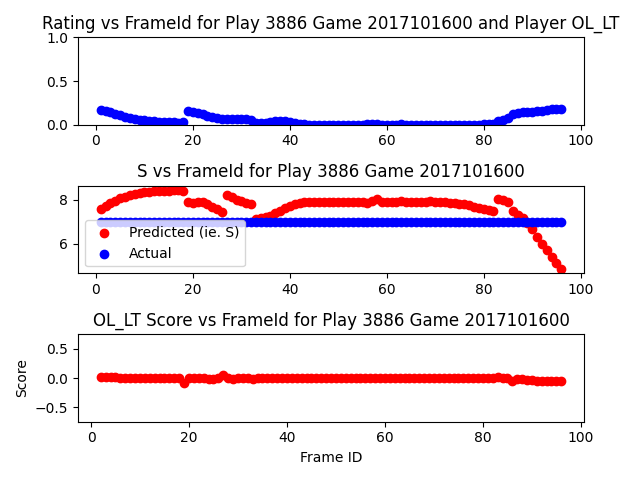 Rating vs FrameId for Play 3886 Game 2017101600 and Player OL_LT
1.0
0.5
0.0
0 20 40 60 80 100
S vs FrameId for Play 3886 Game 2017101600
8
6
Predicted (ie. S)
Actual
0 20 40 60 80 100
OL_LT Score vs FrameId for Play 3886 Game 2017101600
Score
0.5
0.0
−0.5
0 20 40 60 80 100
Frame ID